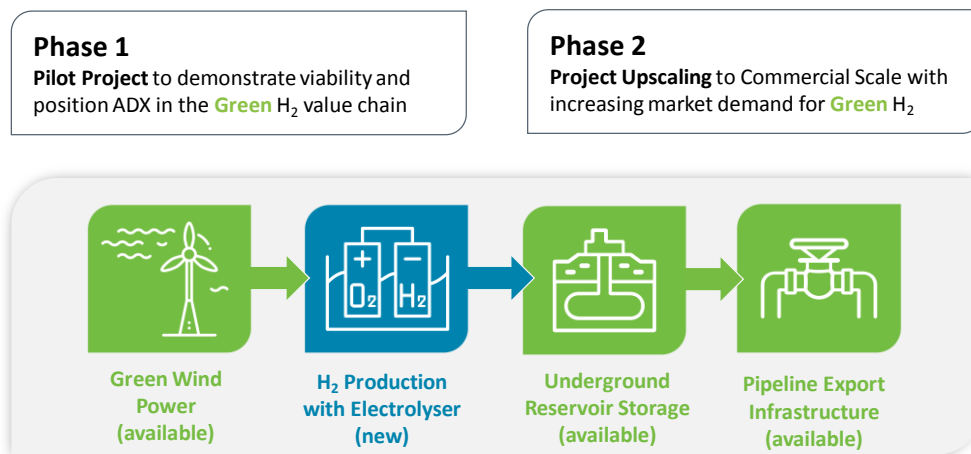 Phase 1
Pilot Project to demonstrate viability and
position ADX in the Green H₂ value chain
Phase 2
Project Upscaling to Commercial Scale with
increasing market demand for Green H₂
+
−
O₂
H₂
Green Wind
Power
(available)
H₂ Production
with Electrolyser
(new)
Underground
Reservoir Storage
(available)
Pipeline Export
Infrastructure
(available)